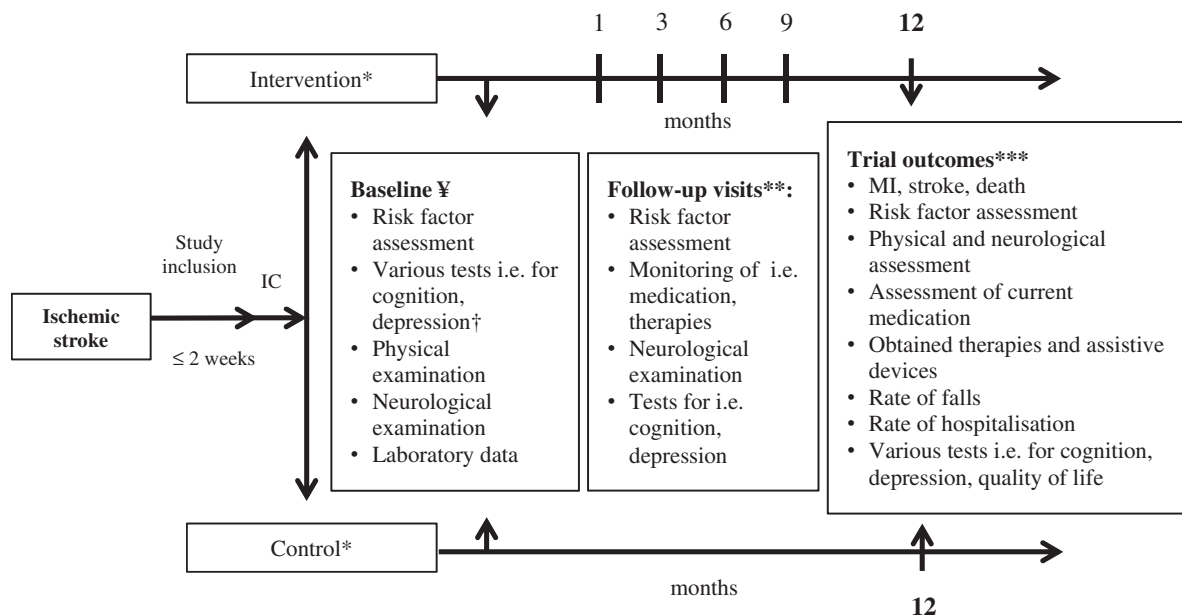 1 3 6 9 12
Intervention*
months
Study
inclusion
IC
Ischemic
stroke
≤ 2 weeks
Baseline ¥
• Risk factor
assessment
• Various tests i.e. for
cognition,
depression†
• Physical
examination
• Neurological
examination
• Laboratory data
Follow-up visits**:
• Risk factor
assessment
• Monitoring of i.e.
medication,
therapies
• Neurological
examination
• Tests for i.e.
cognition,
depression
Trial outcomes***
• MI, stroke, death
• Risk factor assessment
• Physical and neurological
assessment
• Assessment of current
medication
• Obtained therapies and assistive
devices
• Rate of falls
• Rate of hospitalisation
• Various tests i.e. for cognition,
depression, quality of life
Control*
months
12